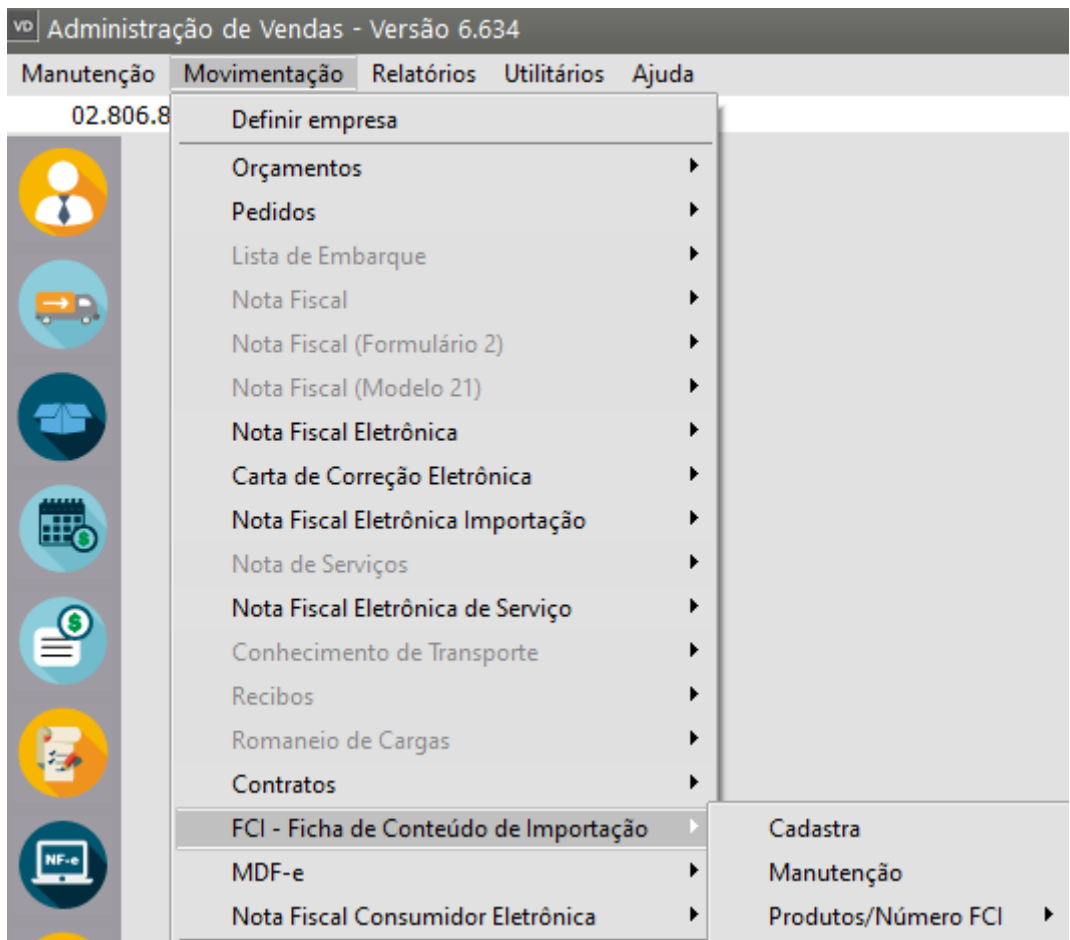 VD Administração de Vendas - Versão 6.634
Manutenção Movimentação Relatórios Utilitários Ajuda
02.806.8
Definir empresa
Orçamentos
Pedidos
Lista de Embarque
Nota Fiscal
Nota Fiscal (Formulário 2)
Nota Fiscal (Modelo 21)
Nota Fiscal Eletrônica
Carta de Correção Eletrônica
Nota Fiscal Eletrônica Importação
Nota de Serviços
Nota Fiscal Eletrônica de Serviço
Conhecimento de Transporte
Recibos
Romaneio de Cargas
Contratos
FCI - Ficha de Conteúdo de Importação Cadastra
NF-e MDF-e Manutenção
Nota Fiscal Consumidor Eletrônica Produtos/Número FCI